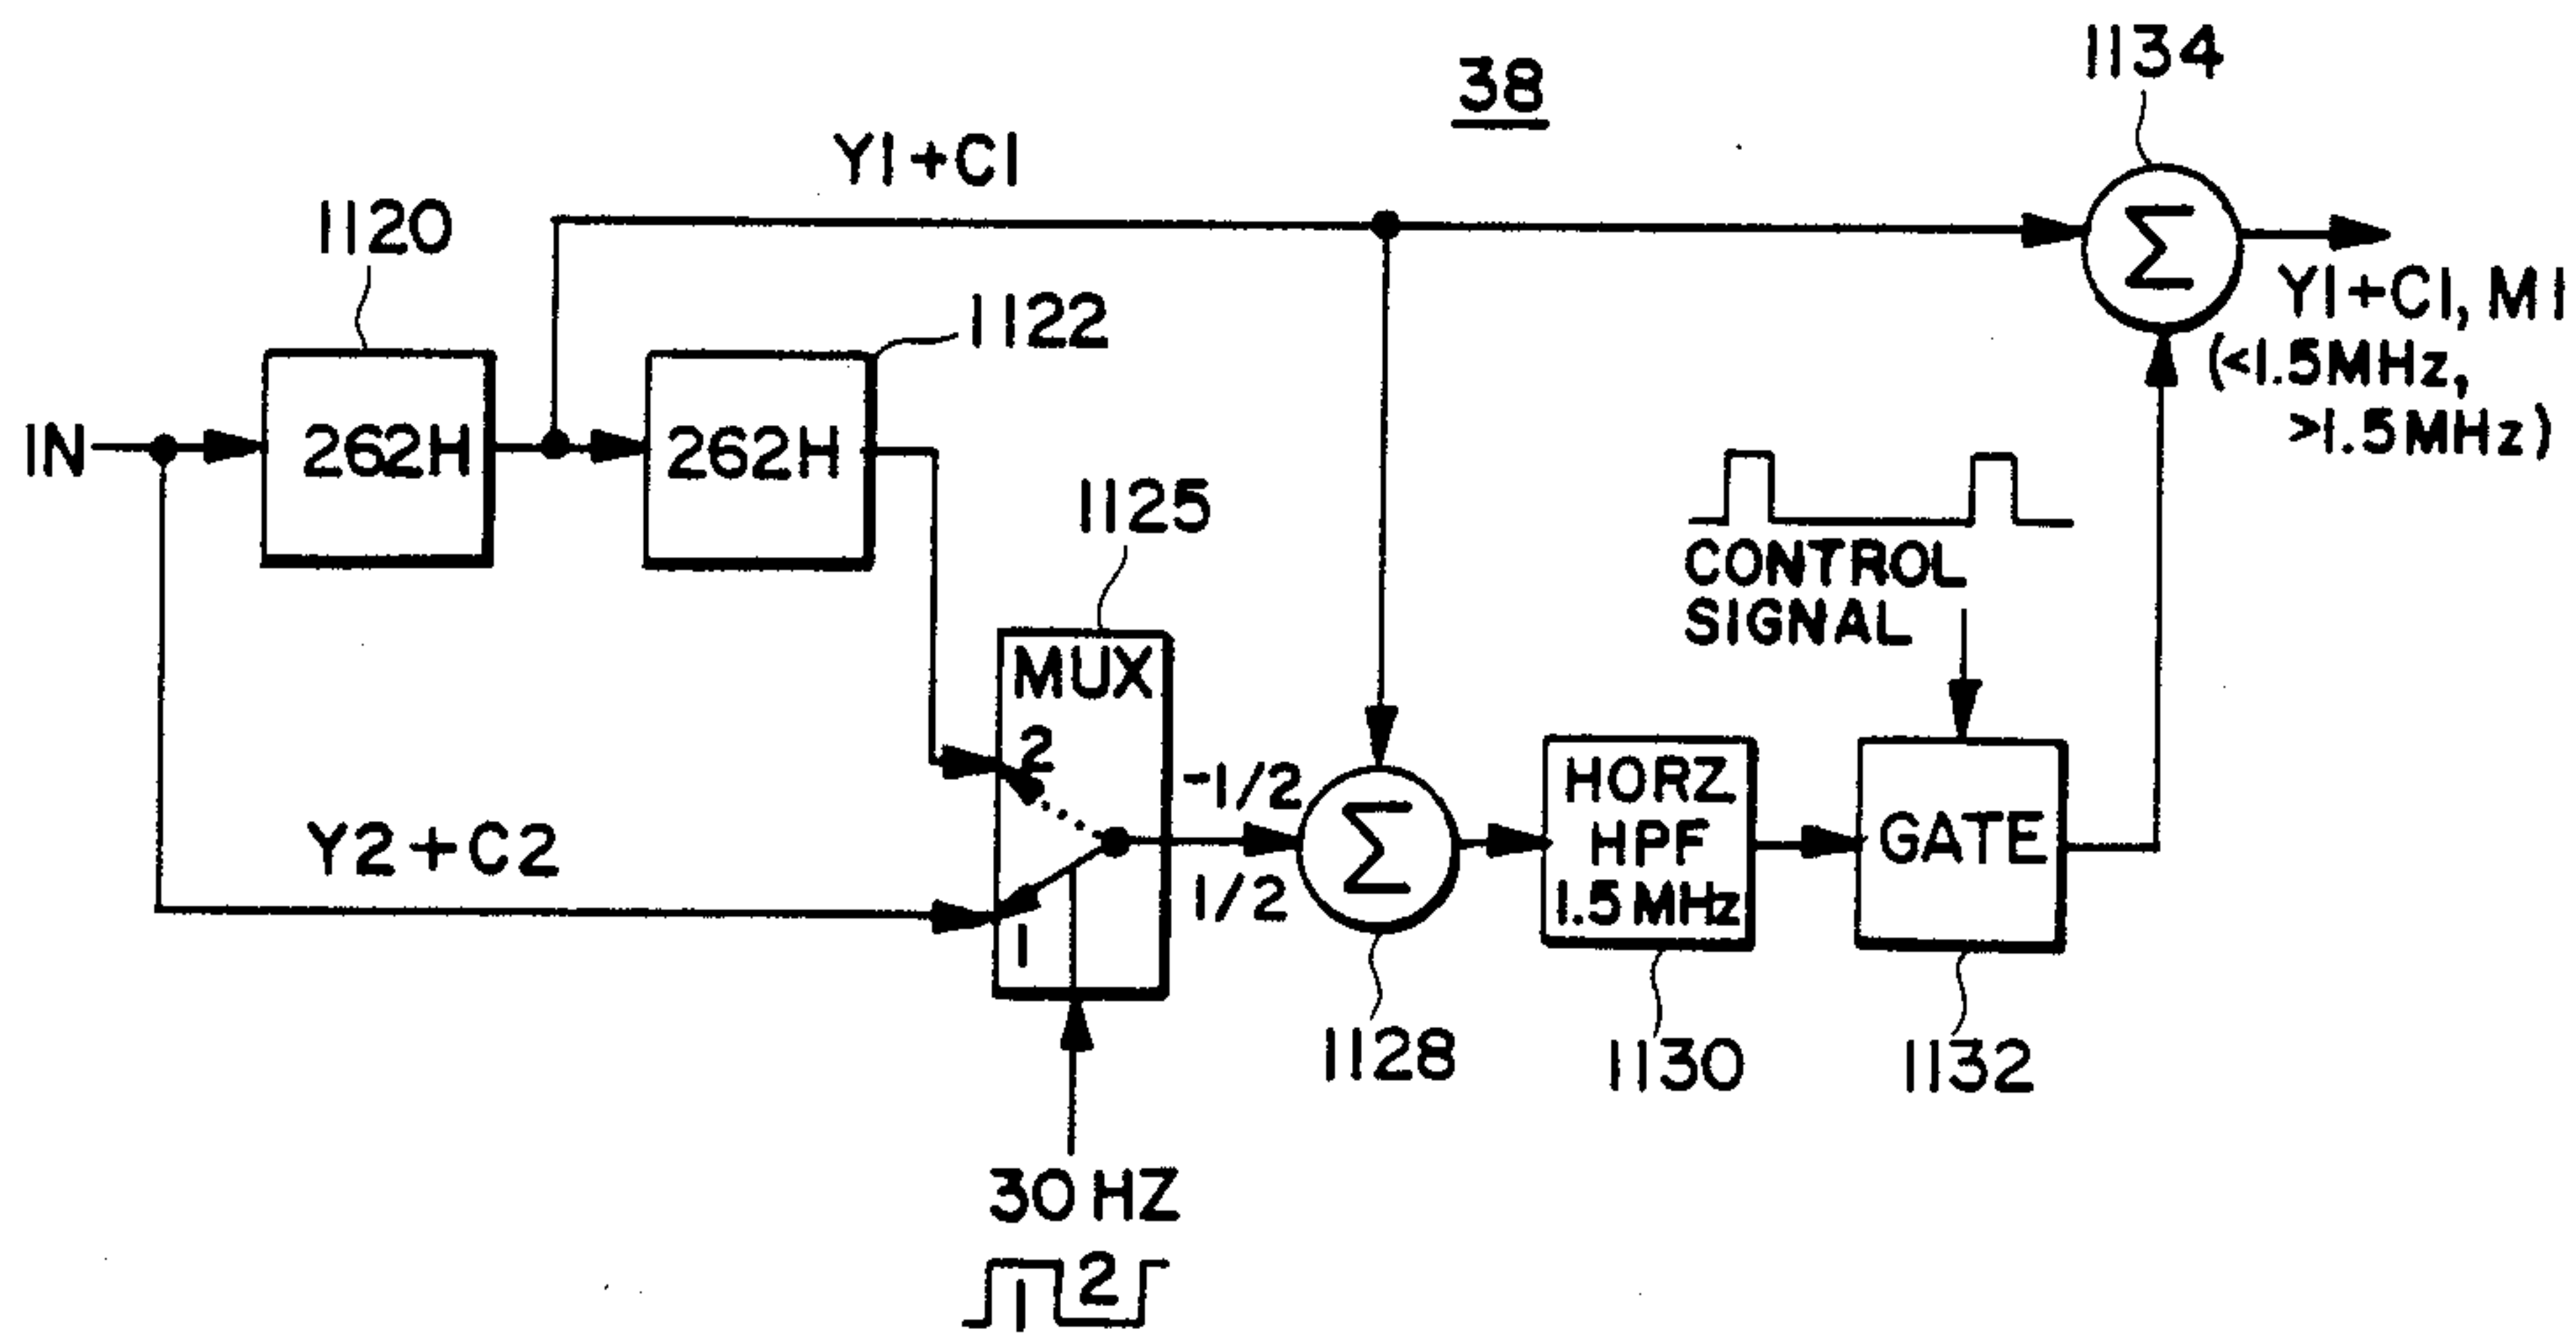 38
1134
Y1+C1
1120
1122
Y1+C1, M1
(<1.5MHz,
>1.5MHz)
IN
262H
262H
1125
CONTROL
SIGNAL
MUX
2
-1/2
Σ
Σ
HORZ
HPF
1.5MHz
GATE
Y2+C2
1/2
1
1128
1130
1132
30 HZ
1 2